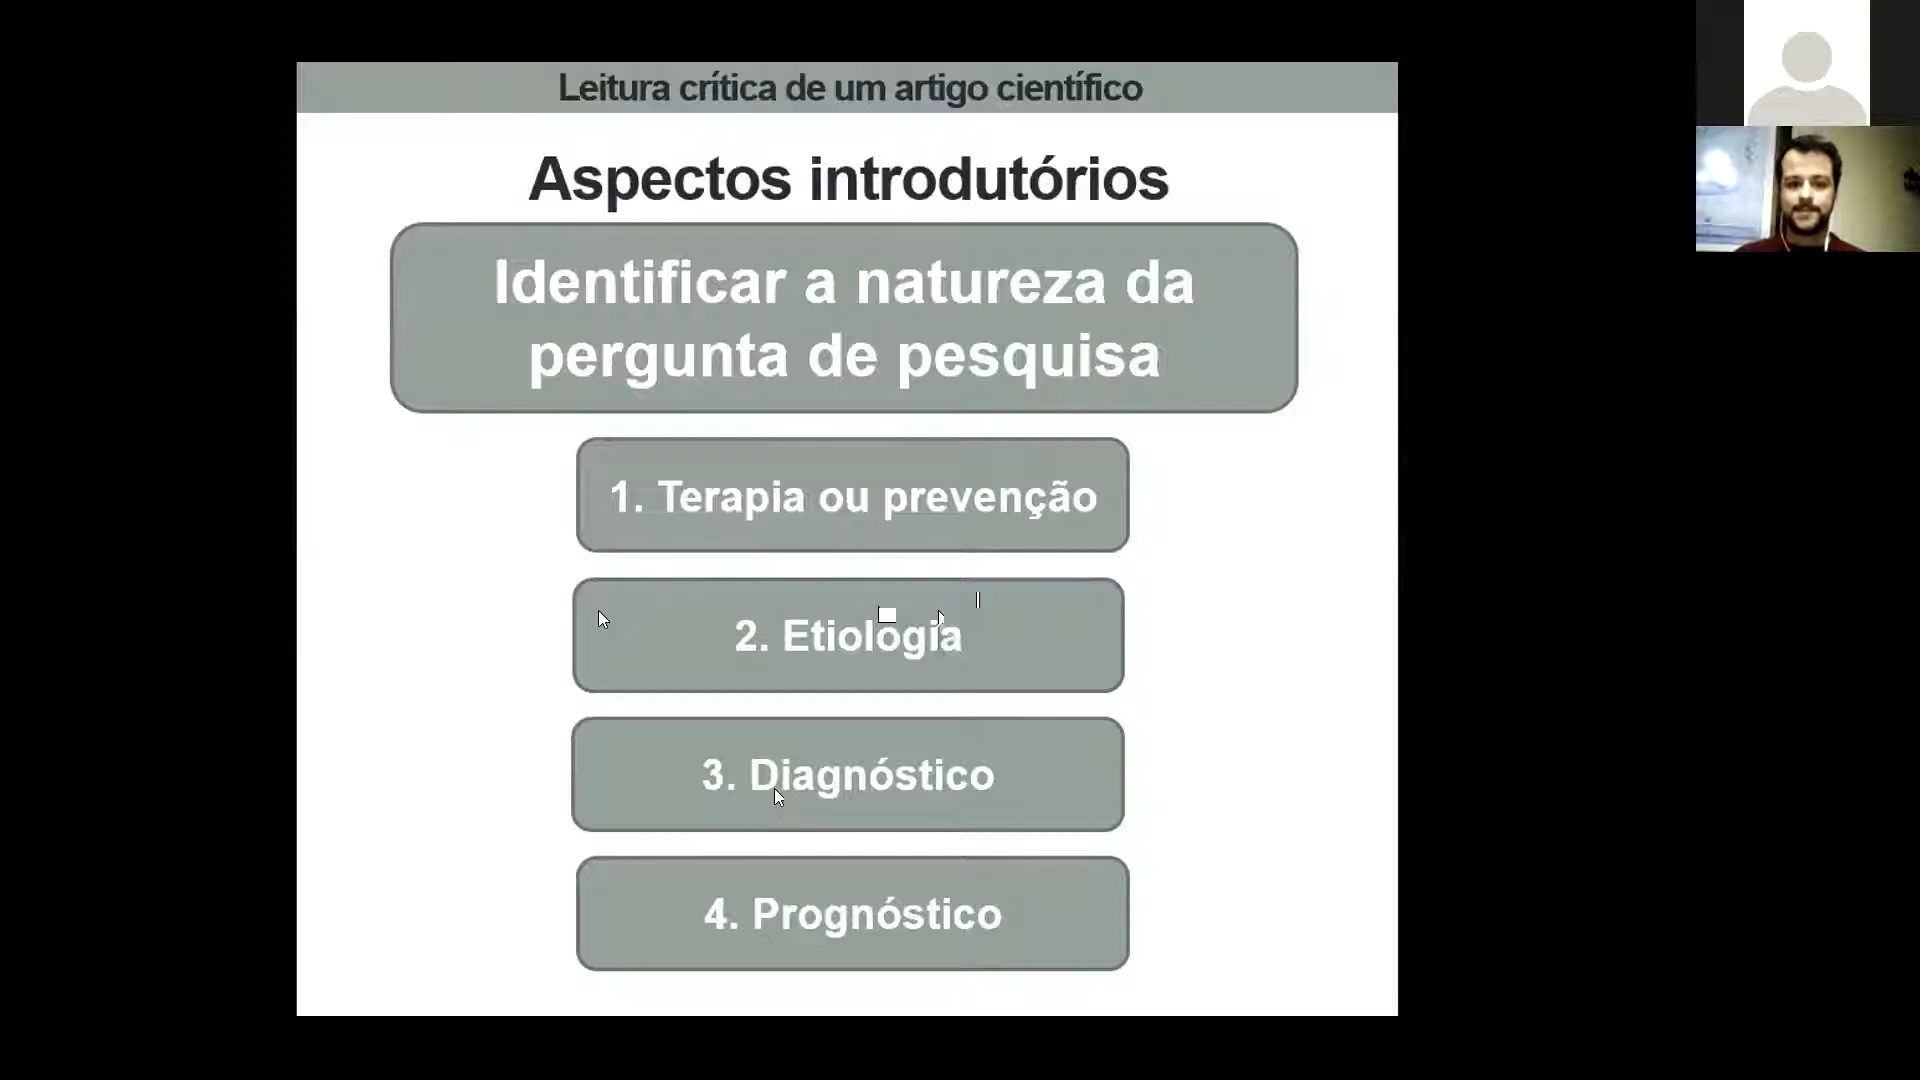 Leitura crítica de um artigo científico
Aspectos introdutórios
Identificar a natureza da
pergunta de pesquisa
1. Terapia ou prevenção
2. Etiologia
3. Diagnóstico
4. Prognóstico